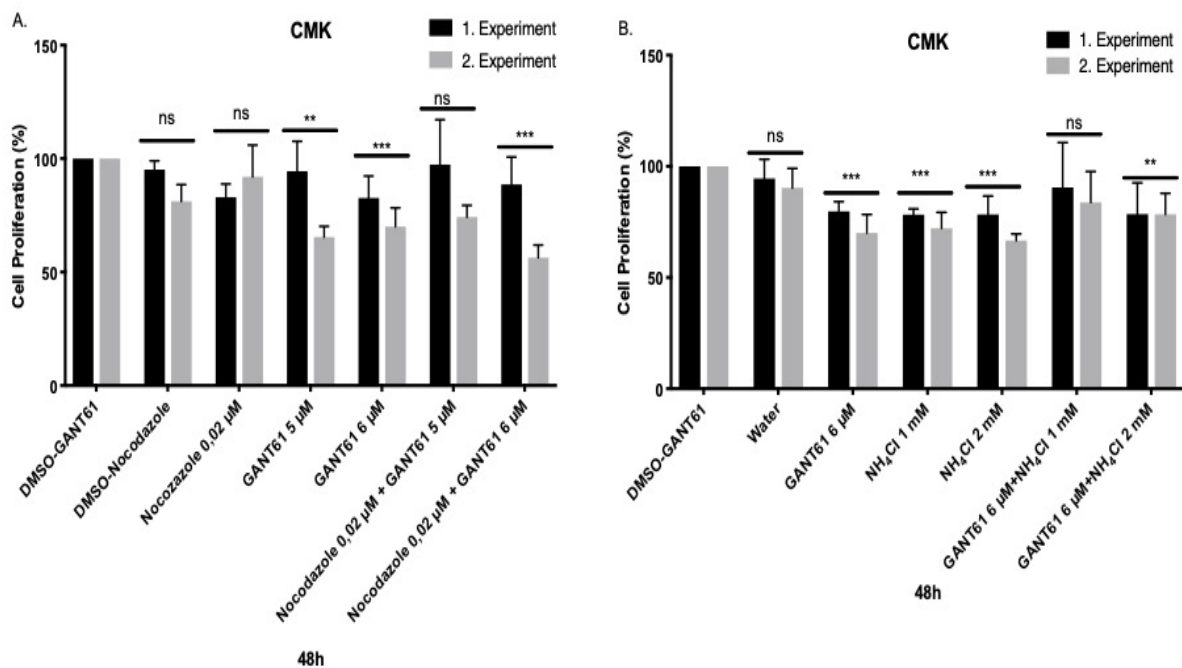 A.
CMK
1. Experiment
2. Experiment
Cell Proliferation (%)
150
100
50
0
ns
ns
**
***
ns
***
DMSO-GANT61
DMSO-Nocodazole
Nocozazole 0,02 µM
GANT61 5 µM
GANT61 6 µM
Nocodazole 0,02 µM + GANT61 5 µM
Nocodazole 0,02 µM + GANT61 6 µM
48h
B.
CMK
1. Experiment
2. Experiment
Cell Proliferation (%)
150
100
50
0
ns
***
***
***
ns
**
DMSO-GANT61
Water
GANT61 6 µM
NH₄Cl 1 mM
NH₄Cl 2 mM
GANT61 6 µM+NH₄Cl 1 mM
GANT61 6 µM+NH₄Cl 2 mM
48h